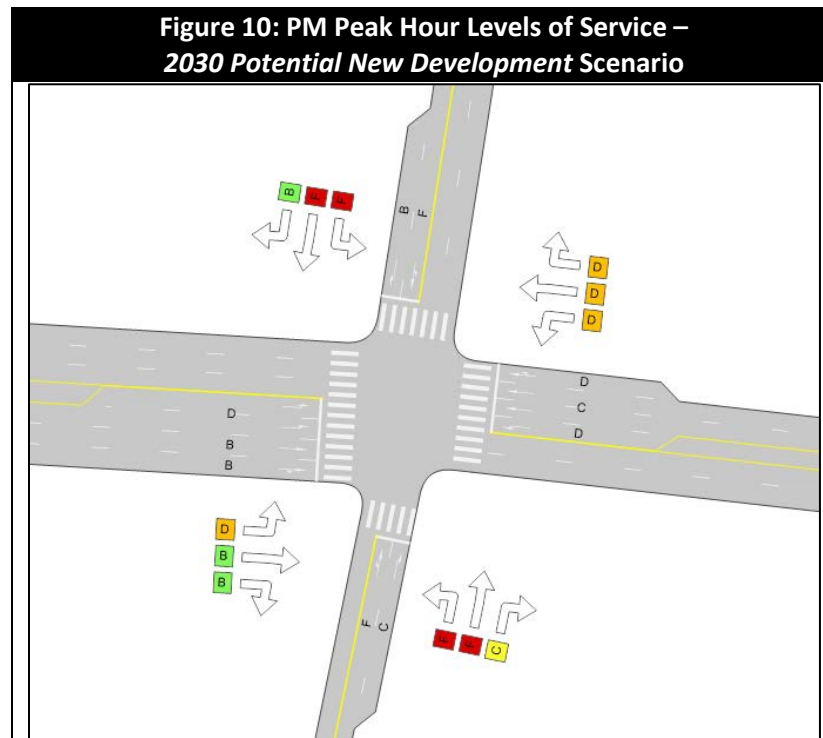 Figure 10: PM Peak Hour Levels of Service –
2030 Potential New Development Scenario
B F F
B F
D
D
D
D
C
D
D
B
B
D
B
B
F C
F F C